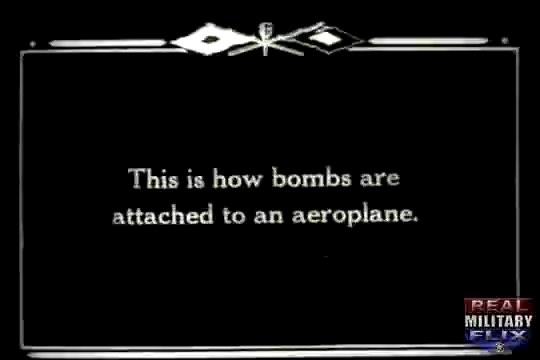 This is how bombs are
attached to an aeroplane.
REAL
MILITARY
FLIX